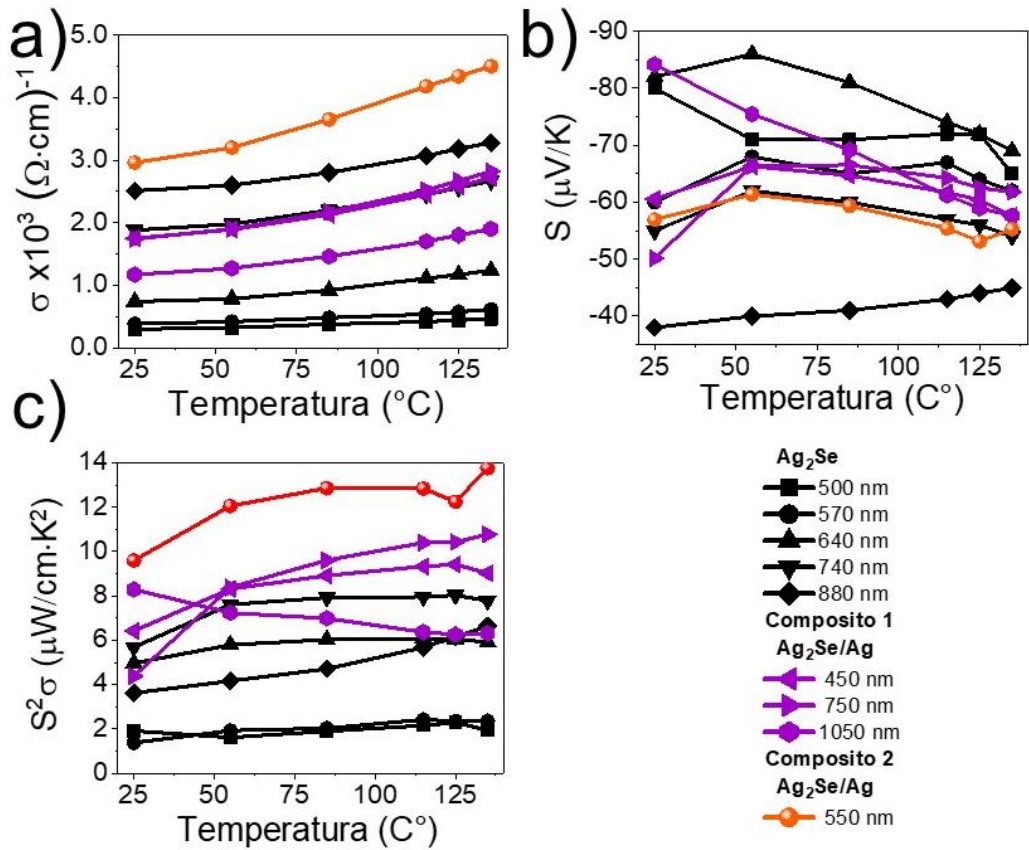 a)
5.0
4.0
3.0
2.0
1.0
0.0
σ x10³ (Ω·cm)⁻¹
25 50 75 100 125
Temperatura (°C)
b)
-90
-80
-70
-60
-50
-40
S (μV/K)
25 50 75 100 125
Temperatura (C°)
c)
14
12
10
8
6
4
2
0
S²σ (μW/cm·K²)
25 50 75 100 125
Temperatura (C°)
Ag₂Se
500 nm
570 nm
640 nm
740 nm
880 nm
Composito 1
Ag₂Se/Ag
450 nm
750 nm
1050 nm
Composito 2
Ag₂Se/Ag
550 nm